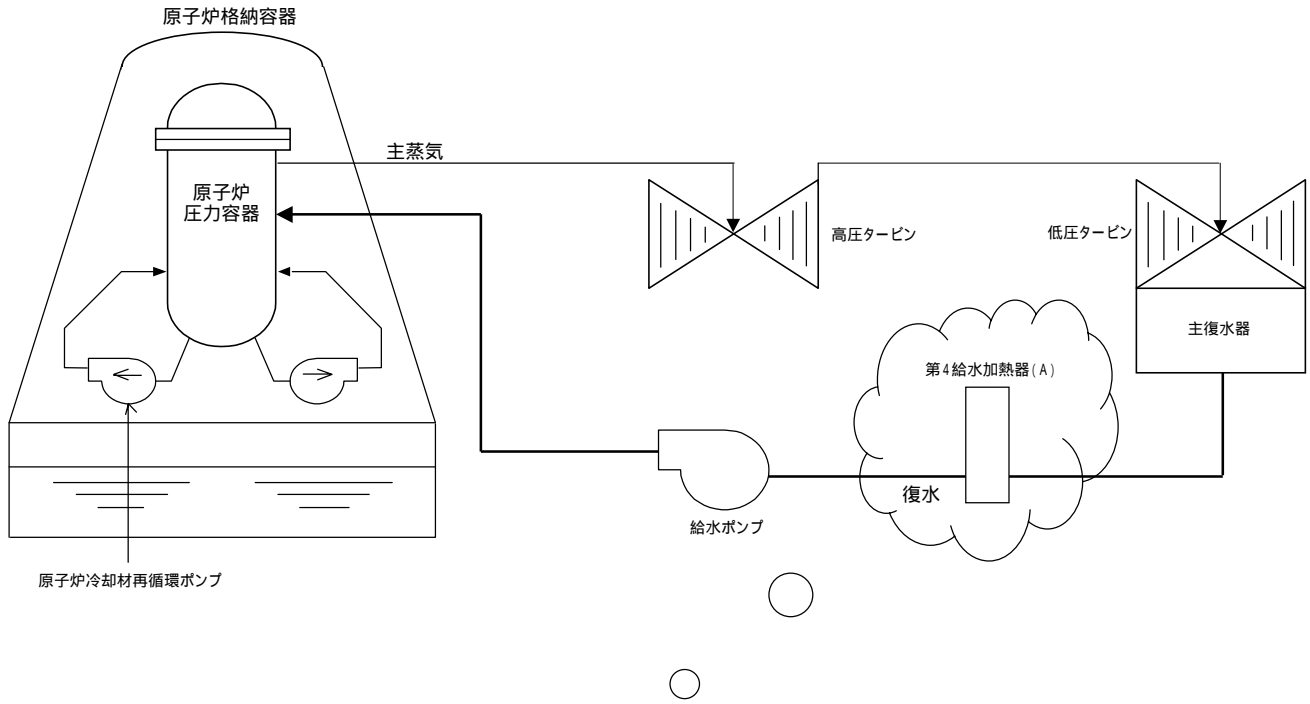 原子炉格納容器
主蒸気
原子炉
圧力容器
高圧タービン
低圧タービン
主復水器
第4給水加熱器(A)
復水
給水ポンプ
原子炉冷却材再循環ポンプ